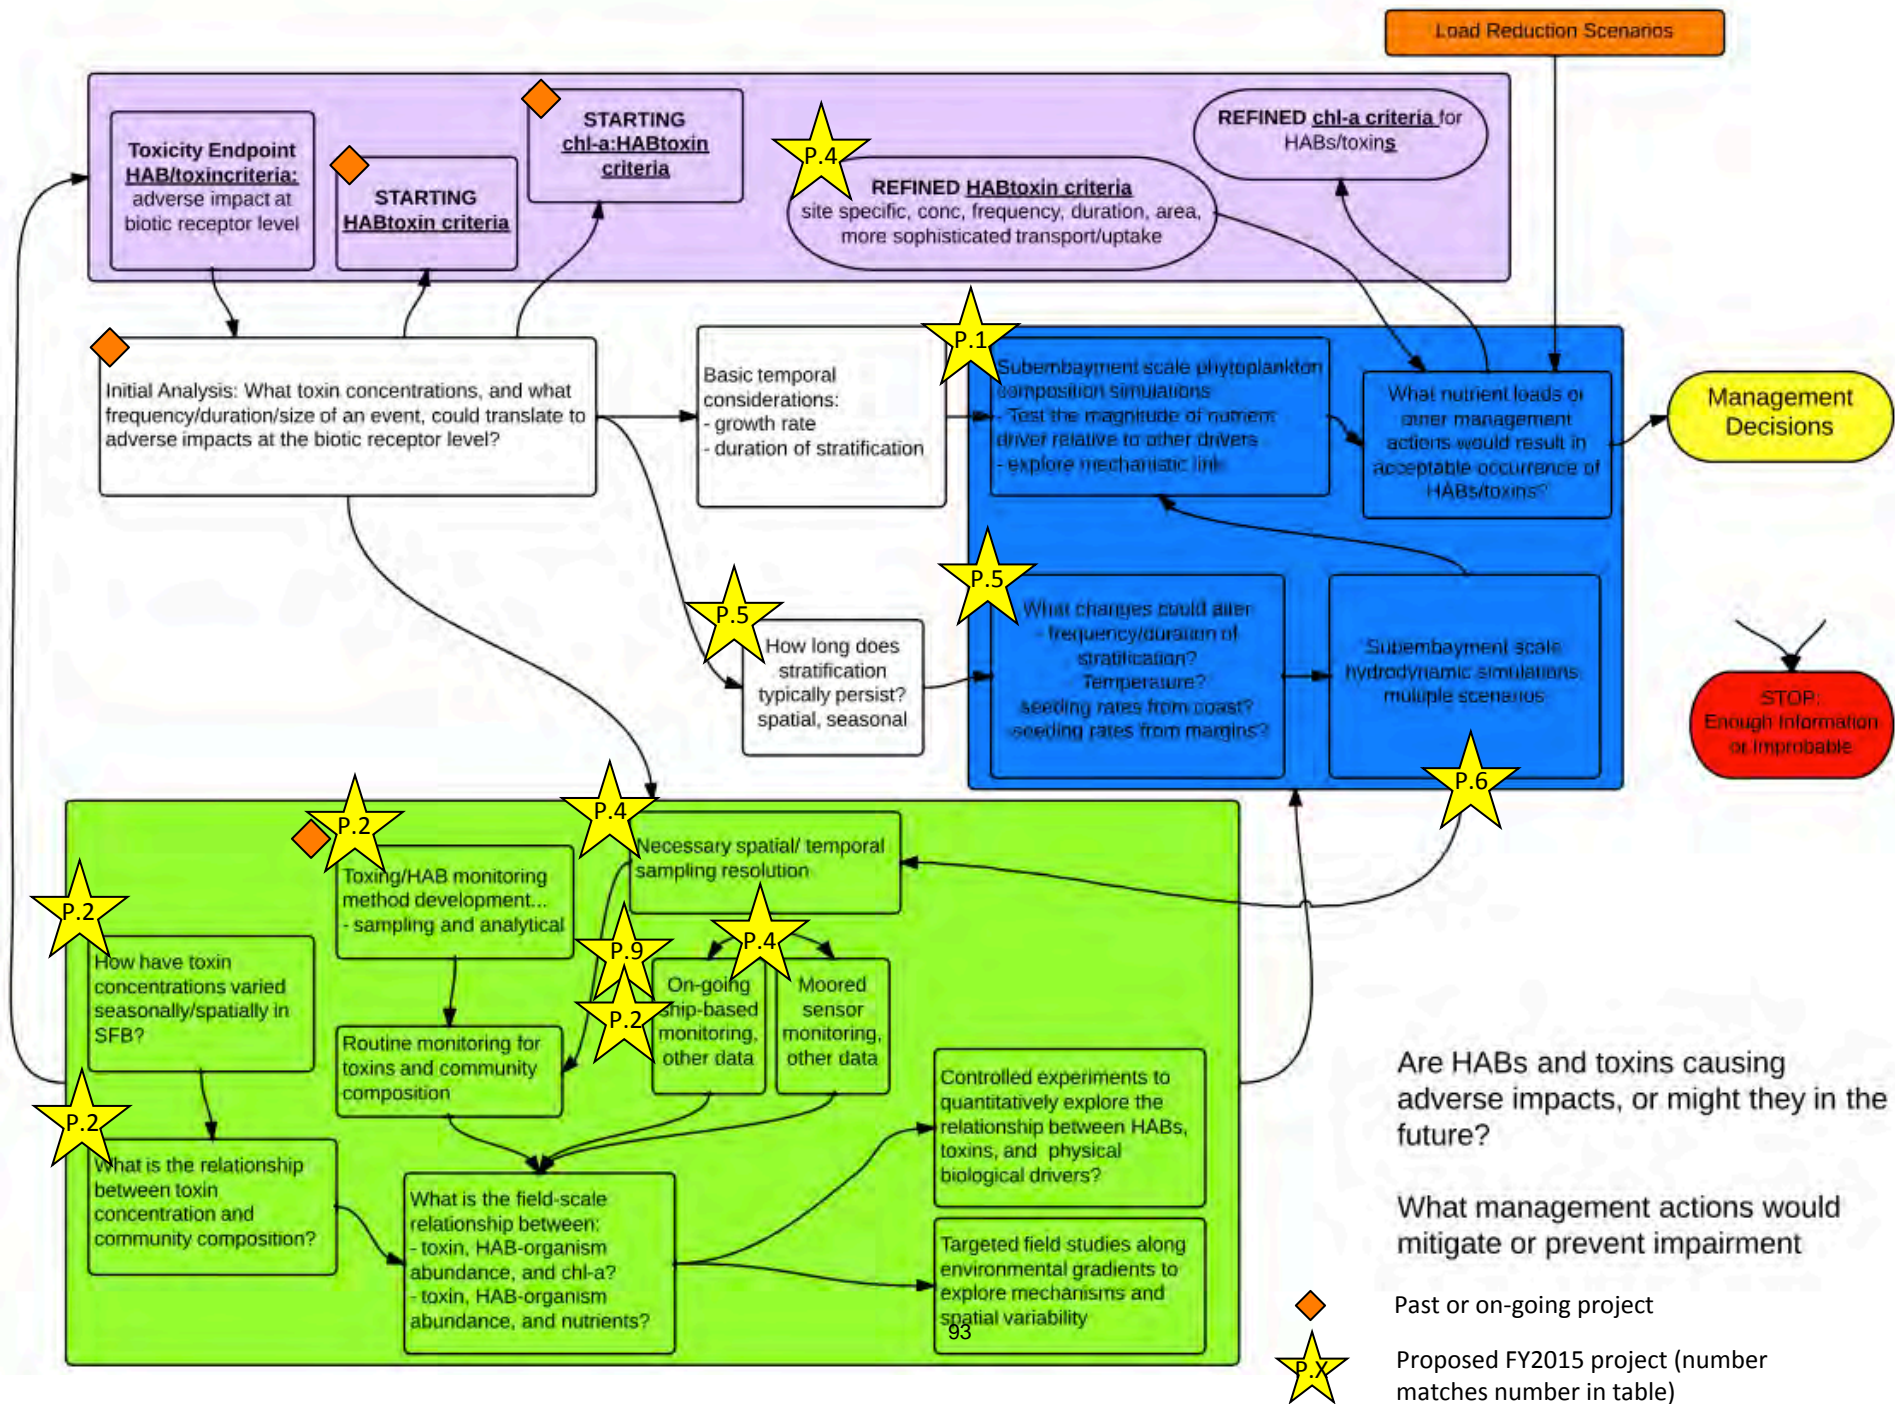 Load Reduction Scenarios
Toxicity Endpoint
HAB/toxincriteria:
adverse impact at
biotic receptor level
STARTING
HABtoxin criteria
STARTING
chl-a:HABtoxin
criteria
P.4
REFINED HABtoxin criteria
site specific, conc, frequency, duration, area,
more sophisticated transport/uptake
REFINED chl-a criteria for
HABs/toxins
Initial Analysis: What toxin concentrations, and what
frequency/duration/size of an event, could translate to
adverse impacts at the biotic receptor level?
Basic temporal
considerations:
- growth rate
- duration of stratification
P.1
Subembayment scale phytoplankton
composition simulations
- Test the magnitude of nutrient
driver relative to other drivers
- explore mechanistic link
What nutrient loads or
other management
actions would result in
acceptable occurrence of
HABs/toxins?
Management
Decisions
P.5
How long does
stratification
typically persist?
spatial, seasonal
P.5
What changes could alter
- frequency/duration of
stratification?
Temperature?
seeding rates from coast?
-seeding rates from margins?
Subembayment scale
hydrodynamic simulations,
multiple scenarios
P.6
STOP:
Enough Information
or Improbable
P.2
Toxing/HAB monitoring
method development...
- sampling and analytical
P.4
Necessary spatial/ temporal
sampling resolution
P.2
How have toxin
concentrations varied
seasonally/spatially in
SFB?
P.9
P.2
P.4
On-going
ship-based
monitoring,
other data
Moored
sensor
monitoring,
other data
Routine monitoring for
toxins and community
composition
P.2
What is the relationship
between toxin
concentration and
community composition?
What is the field-scale
relationship between:
- toxin, HAB-organism
abundance, and chl-a?
- toxin, HAB-organism
abundance, and nutrients?
Controlled experiments to
quantitatively explore the
relationship between HABs,
toxins, and physical
biological drivers?
Targeted field studies along
environmental gradients to
explore mechanisms and
spatial variability
93
Are HABs and toxins causing
adverse impacts, or might they in the
future?
What management actions would
mitigate or prevent impairment
Past or on-going project
P.X
Proposed FY2015 project (number
matches number in table)